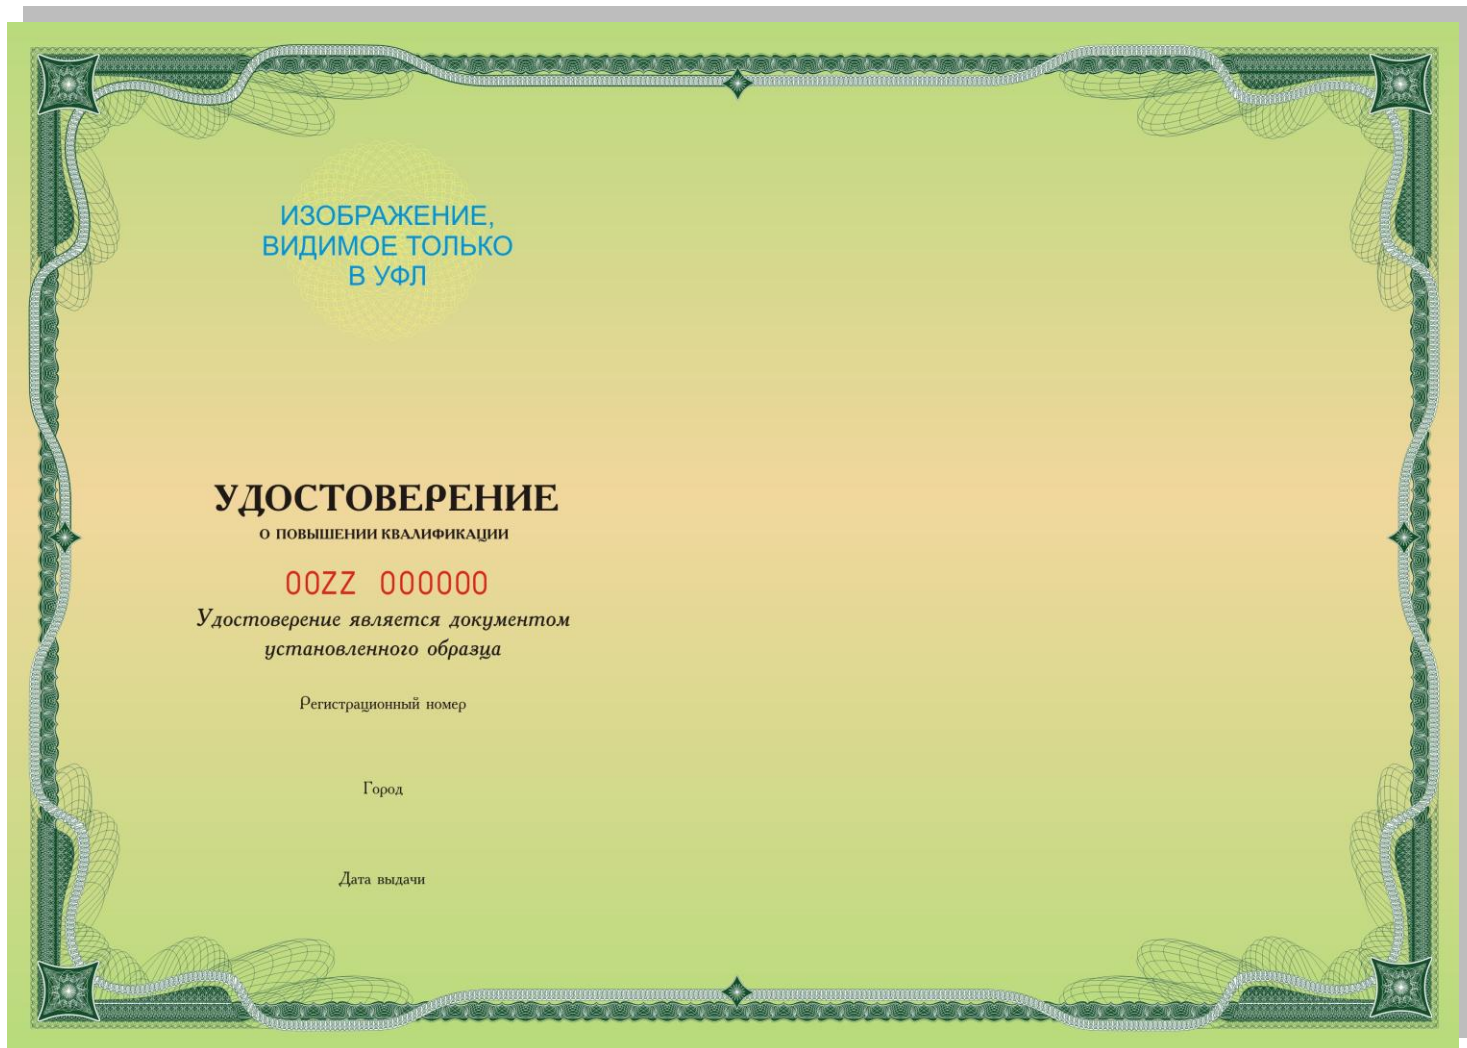 ИЗОБРАЖЕНИЕ,
ВИДИМОЕ ТОЛЬКО
В УФЛ
УДОСТОВЕРЕНИЕ
О ПОВЫШЕНИИ КВАЛИФИКАЦИИ
00ZZ 000000
Удостоверение является документом
установленного образца
Регистрационный номер
Город
Дата выдачи